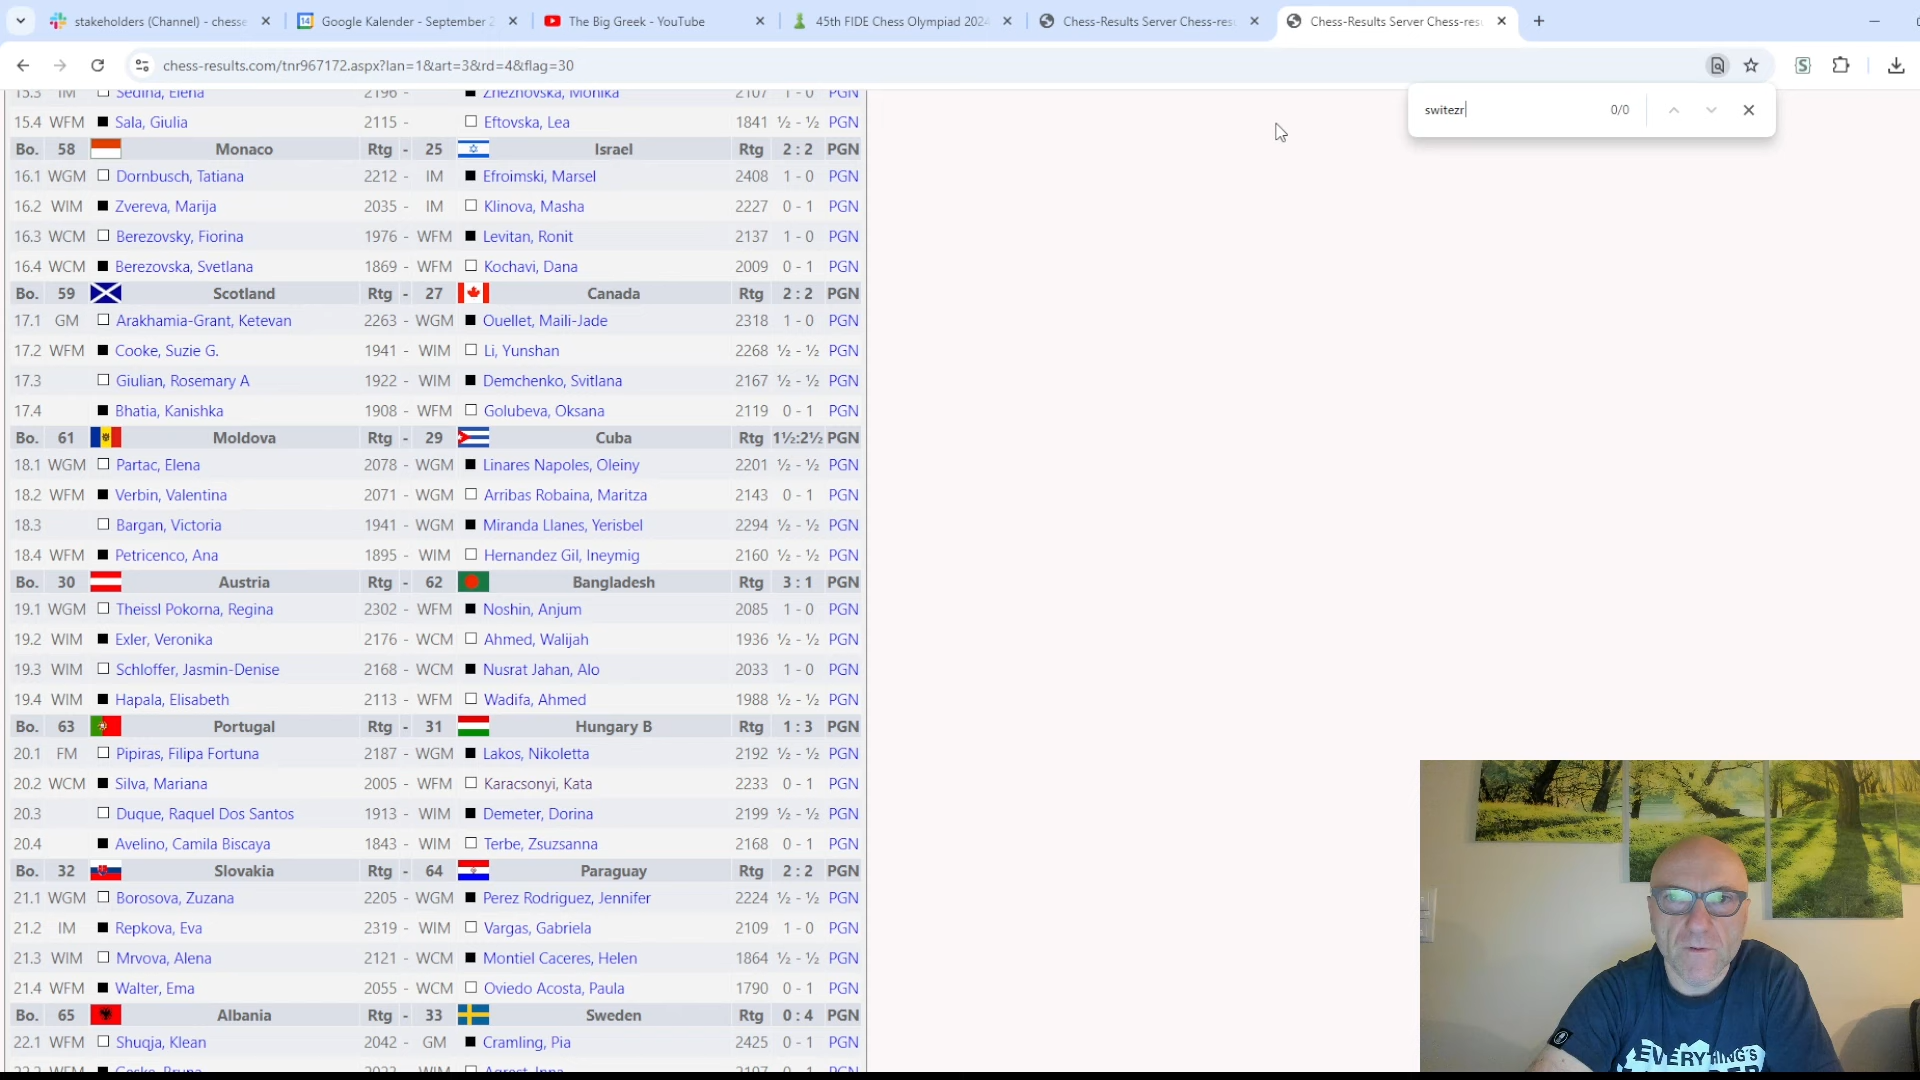 stakeholders (Channel) - chesse
Google Kalender - September 2
The Big Greek - YouTube
45th FIDE Chess Olympiad 2024
Chess-Results Server Chess-res
Chess-Results Server Chess-res
chess-results.com/tnr967172.aspx?lan=1&art=3&rd=4&flag=30
switezr 0/0
15.3 IM Sedina, Elena 2196 - Zheznovska, Monika 2107 1 - 0 PGN
15.4 WFM Sala, Giulia 2115 - Eftovska, Lea 1841 ½ - ½ PGN
Bo. 58 Monaco Rtg - 25 Israel Rtg 2 : 2 PGN
16.1 WGM Dornbusch, Tatiana 2212 - IM Efroimski, Marsel 2408 1 - 0 PGN
16.2 WIM Zvereva, Marija 2035 - IM Klinova, Masha 2227 0 - 1 PGN
16.3 WCM Berezovsky, Fiorina 1976 - WFM Levitan, Ronit 2137 1 - 0 PGN
16.4 WCM Berezovska, Svetlana 1869 - WFM Kochavi, Dana 2009 0 - 1 PGN
Bo. 59 Scotland Rtg - 27 Canada Rtg 2 : 2 PGN
17.1 GM Arakhamia-Grant, Ketevan 2263 - WGM Ouellet, Maili-Jade 2318 1 - 0 PGN
17.2 WFM Cooke, Suzie G. 1941 - WIM Li, Yunshan 2268 ½ - ½ PGN
17.3 Giulian, Rosemary A 1922 - WIM Demchenko, Svitlana 2167 ½ - ½ PGN
17.4 Bhatia, Kanishka 1908 - WFM Golubeva, Oksana 2119 0 - 1 PGN
Bo. 61 Moldova Rtg - 29 Cuba Rtg 1½:2½ PGN
18.1 WGM Partac, Elena 2078 - WGM Linares Napoles, Oleiny 2201 ½ - ½ PGN
18.2 WFM Verbin, Valentina 2071 - WGM Arribas Robaina, Maritza 2143 0 - 1 PGN
18.3 Bargan, Victoria 1941 - WGM Miranda Llanes, Yerisbel 2294 ½ - ½ PGN
18.4 WFM Petricenco, Ana 1895 - WIM Hernandez Gil, Ineymig 2160 ½ - ½ PGN
Bo. 30 Austria Rtg - 62 Bangladesh Rtg 3 : 1 PGN
19.1 WGM Theissl Pokorna, Regina 2302 - WFM Noshin, Anjum 2085 1 - 0 PGN
19.2 WIM Exler, Veronika 2176 - WCM Ahmed, Walijah 1936 ½ - ½ PGN
19.3 WIM Schloffer, Jasmin-Denise 2168 - WCM Nusrat Jahan, Alo 2033 1 - 0 PGN
19.4 WIM Hapala, Elisabeth 2113 - WFM Wadifa, Ahmed 1988 ½ - ½ PGN
Bo. 63 Portugal Rtg - 31 Hungary B Rtg 1 : 3 PGN
20.1 FM Pipiras, Filipa Fortuna 2187 - WGM Lakos, Nikoletta 2192 ½ - ½ PGN
20.2 WCM Silva, Mariana 2005 - WFM Karacsonyi, Kata 2233 0 - 1 PGN
20.3 Duque, Raquel Dos Santos 1913 - WIM Demeter, Dorina 2199 ½ - ½ PGN
20.4 Avelino, Camila Biscaya 1843 - WIM Terbe, Zsuzsanna 2168 0 - 1 PGN
Bo. 32 Slovakia Rtg - 64 Paraguay Rtg 2 : 2 PGN
21.1 WGM Borosova, Zuzana 2205 - WGM Perez Rodriguez, Jennifer 2224 ½ - ½ PGN
21.2 IM Repkova, Eva 2319 - WIM Vargas, Gabriela 2109 1 - 0 PGN
21.3 WIM Mrvova, Alena 2121 - WCM Montiel Caceres, Helen 1864 ½ - ½ PGN
21.4 WFM Walter, Ema 2055 - WCM Oviedo Acosta, Paula 1790 0 - 1 PGN
Bo. 65 Albania Rtg - 33 Sweden Rtg 0 : 4 PGN
22.1 WFM Shuqja, Klean 2042 - GM Cramling, Pia 2425 0 - 1 PGN
EVERYTHING'S